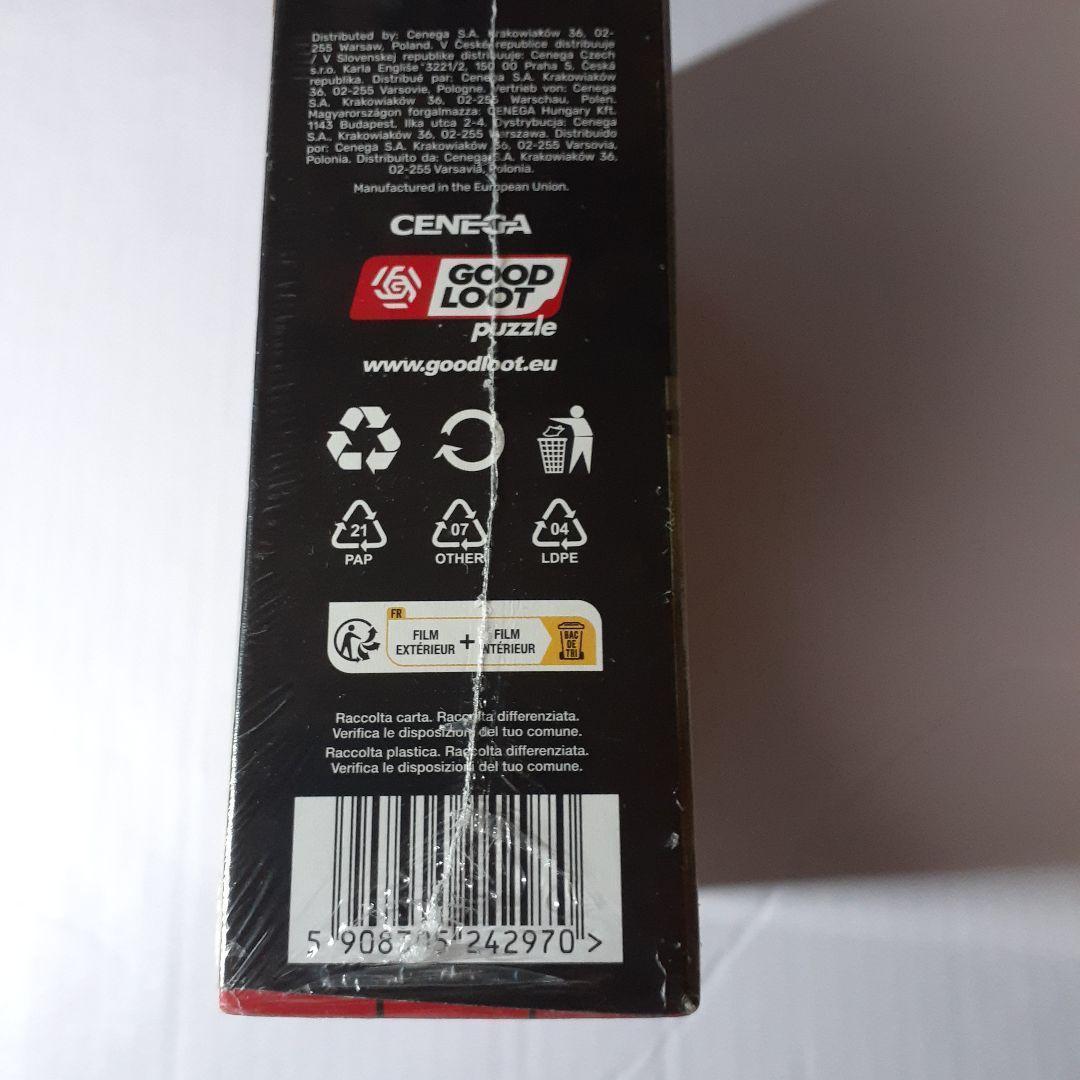 Distributed by: Cenega S.A. Krakowiaków 36, 02-
255 Warsaw, Poland. V České republice distribuuje
/ V Slovenskej republike distribuuje: Cenega Czech
s.r.o. Karla Engliše 3221/2, 150 00 Praha 5, Česká
republika. Distribué par: Cenega S.A. Krakowiaków
36, 02-255 Varsovie, Pologne. Vertrieb von: Cenega
S.A. Krakowiaków 36, 02-255 Warschau, Polen.
Magyarországon forgalmazza: CENEGA Hungary Kft.
1143 Budapest, Ilka utca 2-4. Dystrybucja: Cenega
S.A., Krakowiaków 36, 02-255 Warszawa. Distribuido
por: Cenega S.A. Krakowiaków 36, 02-255 Varsovia,
Polonia. Distribuito da: Cenega S.A. Krakowiaków 36,
02-255 Varsavia, Polonia.
Manufactured in the European Union.
CENEGA
GOOD
LOOT
puzzle
www.goodloot.eu
21 07 04
PAP OTHER LDPE
FR
FILM EXTÉRIEUR + FILM INTÉRIEUR
BAC DE TRI
Raccolta carta. Raccolta differenziata.
Verifica le disposizioni del tuo comune.
Raccolta plastica. Raccolta differenziata.
Verifica le disposizioni del tuo comune.
5 908305 242970 >